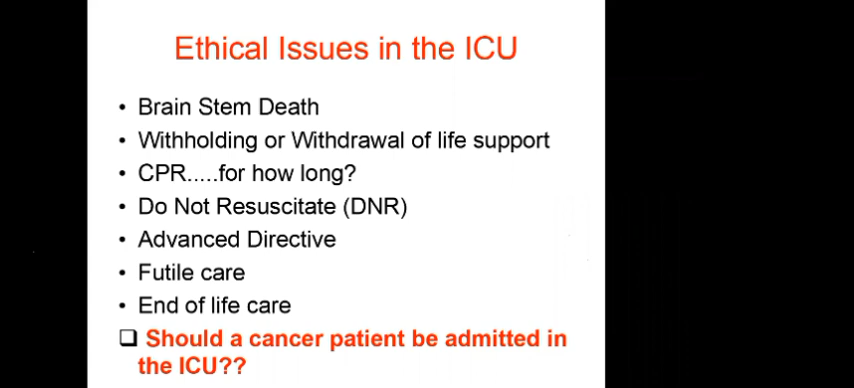 Ethical Issues in the ICU
• Brain Stem Death
• Withholding or Withdrawal of life support
• CPR.....for how long?
• Do Not Resuscitate (DNR)
• Advanced Directive
• Futile care
• End of life care
❑ Should a cancer patient be admitted in
the ICU??